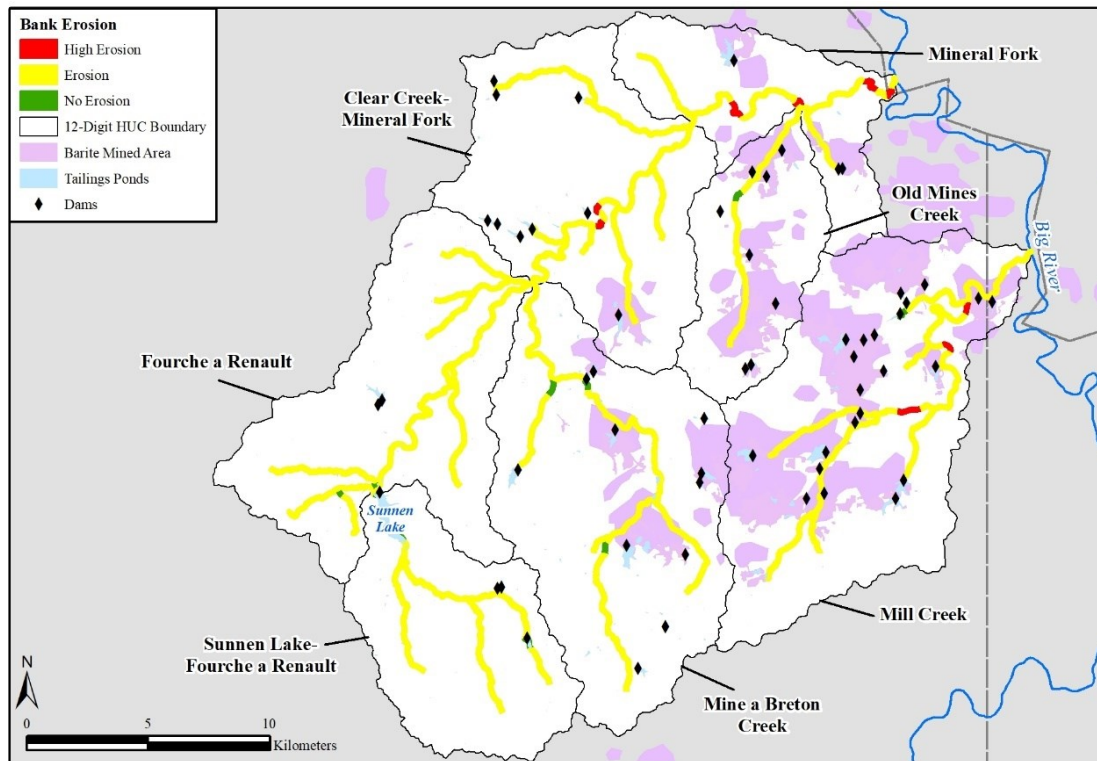 Bank Erosion
High Erosion
Erosion
No Erosion
12-Digit HUC Boundary
Barite Mined Area
Tailings Ponds
Dams
Mineral Fork
Clear Creek-
Mineral Fork
Old Mines
Creek
Big River
Fourche a Renault
Sunnen
Lake
Mill Creek
Sunnen Lake-
Fourche a Renault
Mine a Breton
Creek
N
0 5 10
Kilometers